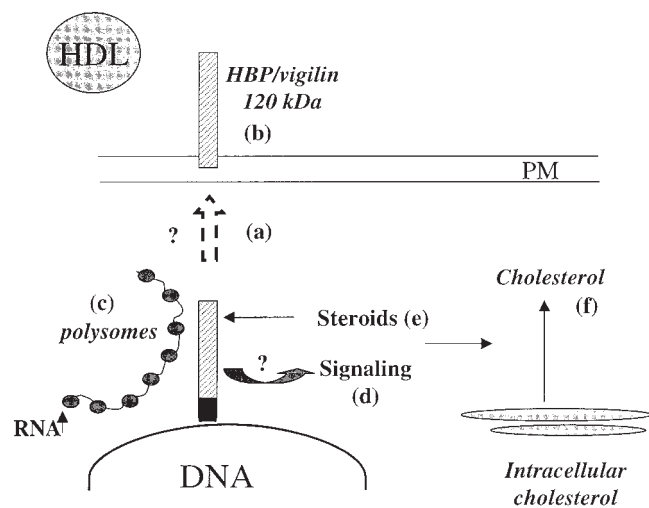 HDL
HBP/vigilin
120 kDa
(b)
PM
?
(a)
(c)
polysomes
Cholesterol
(f)
Steroids (e)
?
Signaling
(d)
RNA
DNA
Intracellular
cholesterol